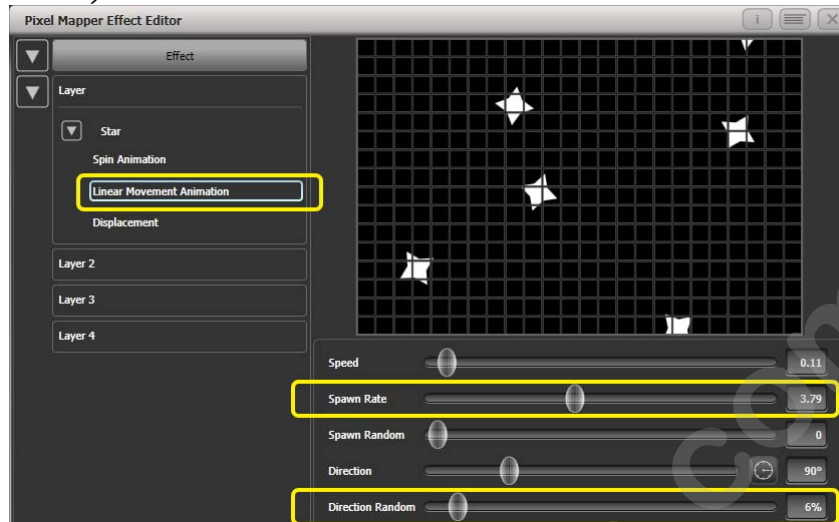 Pixel Mapper Effect Editor
i
Effect
Layer
Star
Spin Animation
Linear Movement Animation
Displacement
Layer 2
Layer 3
Layer 4
Speed 0.11
Spawn Rate 3.79
Spawn Random 0
Direction 90°
Direction Random 6%